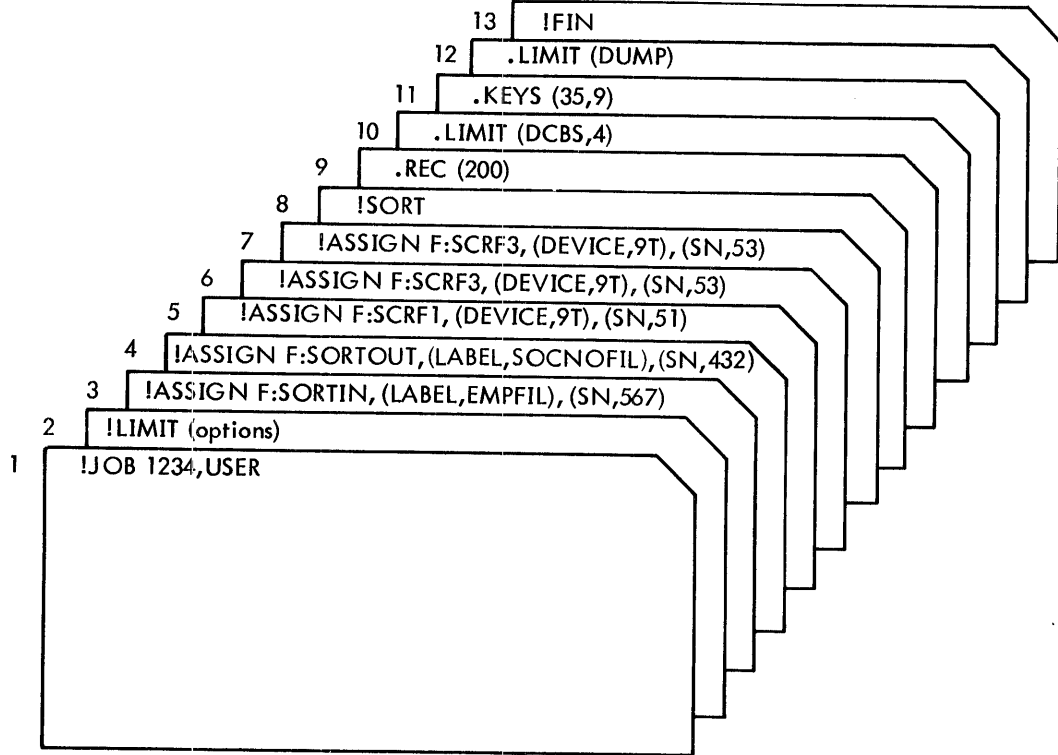 13 !FIN
12 .LIMIT (DUMP)
11 .KEYS (35,9)
10 .LIMIT (DCBS,4)
9 .REC (200)
8 !SORT
7 !ASSIGN F:SCRF3, (DEVICE,9T), (SN,53)
6 !ASSIGN F:SCRF3, (DEVICE,9T), (SN,53)
5 !ASSIGN F:SCRF1, (DEVICE,9T), (SN,51)
4 !ASSIGN F:SORTOUT, (LABEL,SOCNOFIL), (SN,432)
3 !ASSIGN F:SORTIN, (LABEL,EMPFIL), (SN,567)
2 !LIMIT (options)
1 !JOB 1234,USER